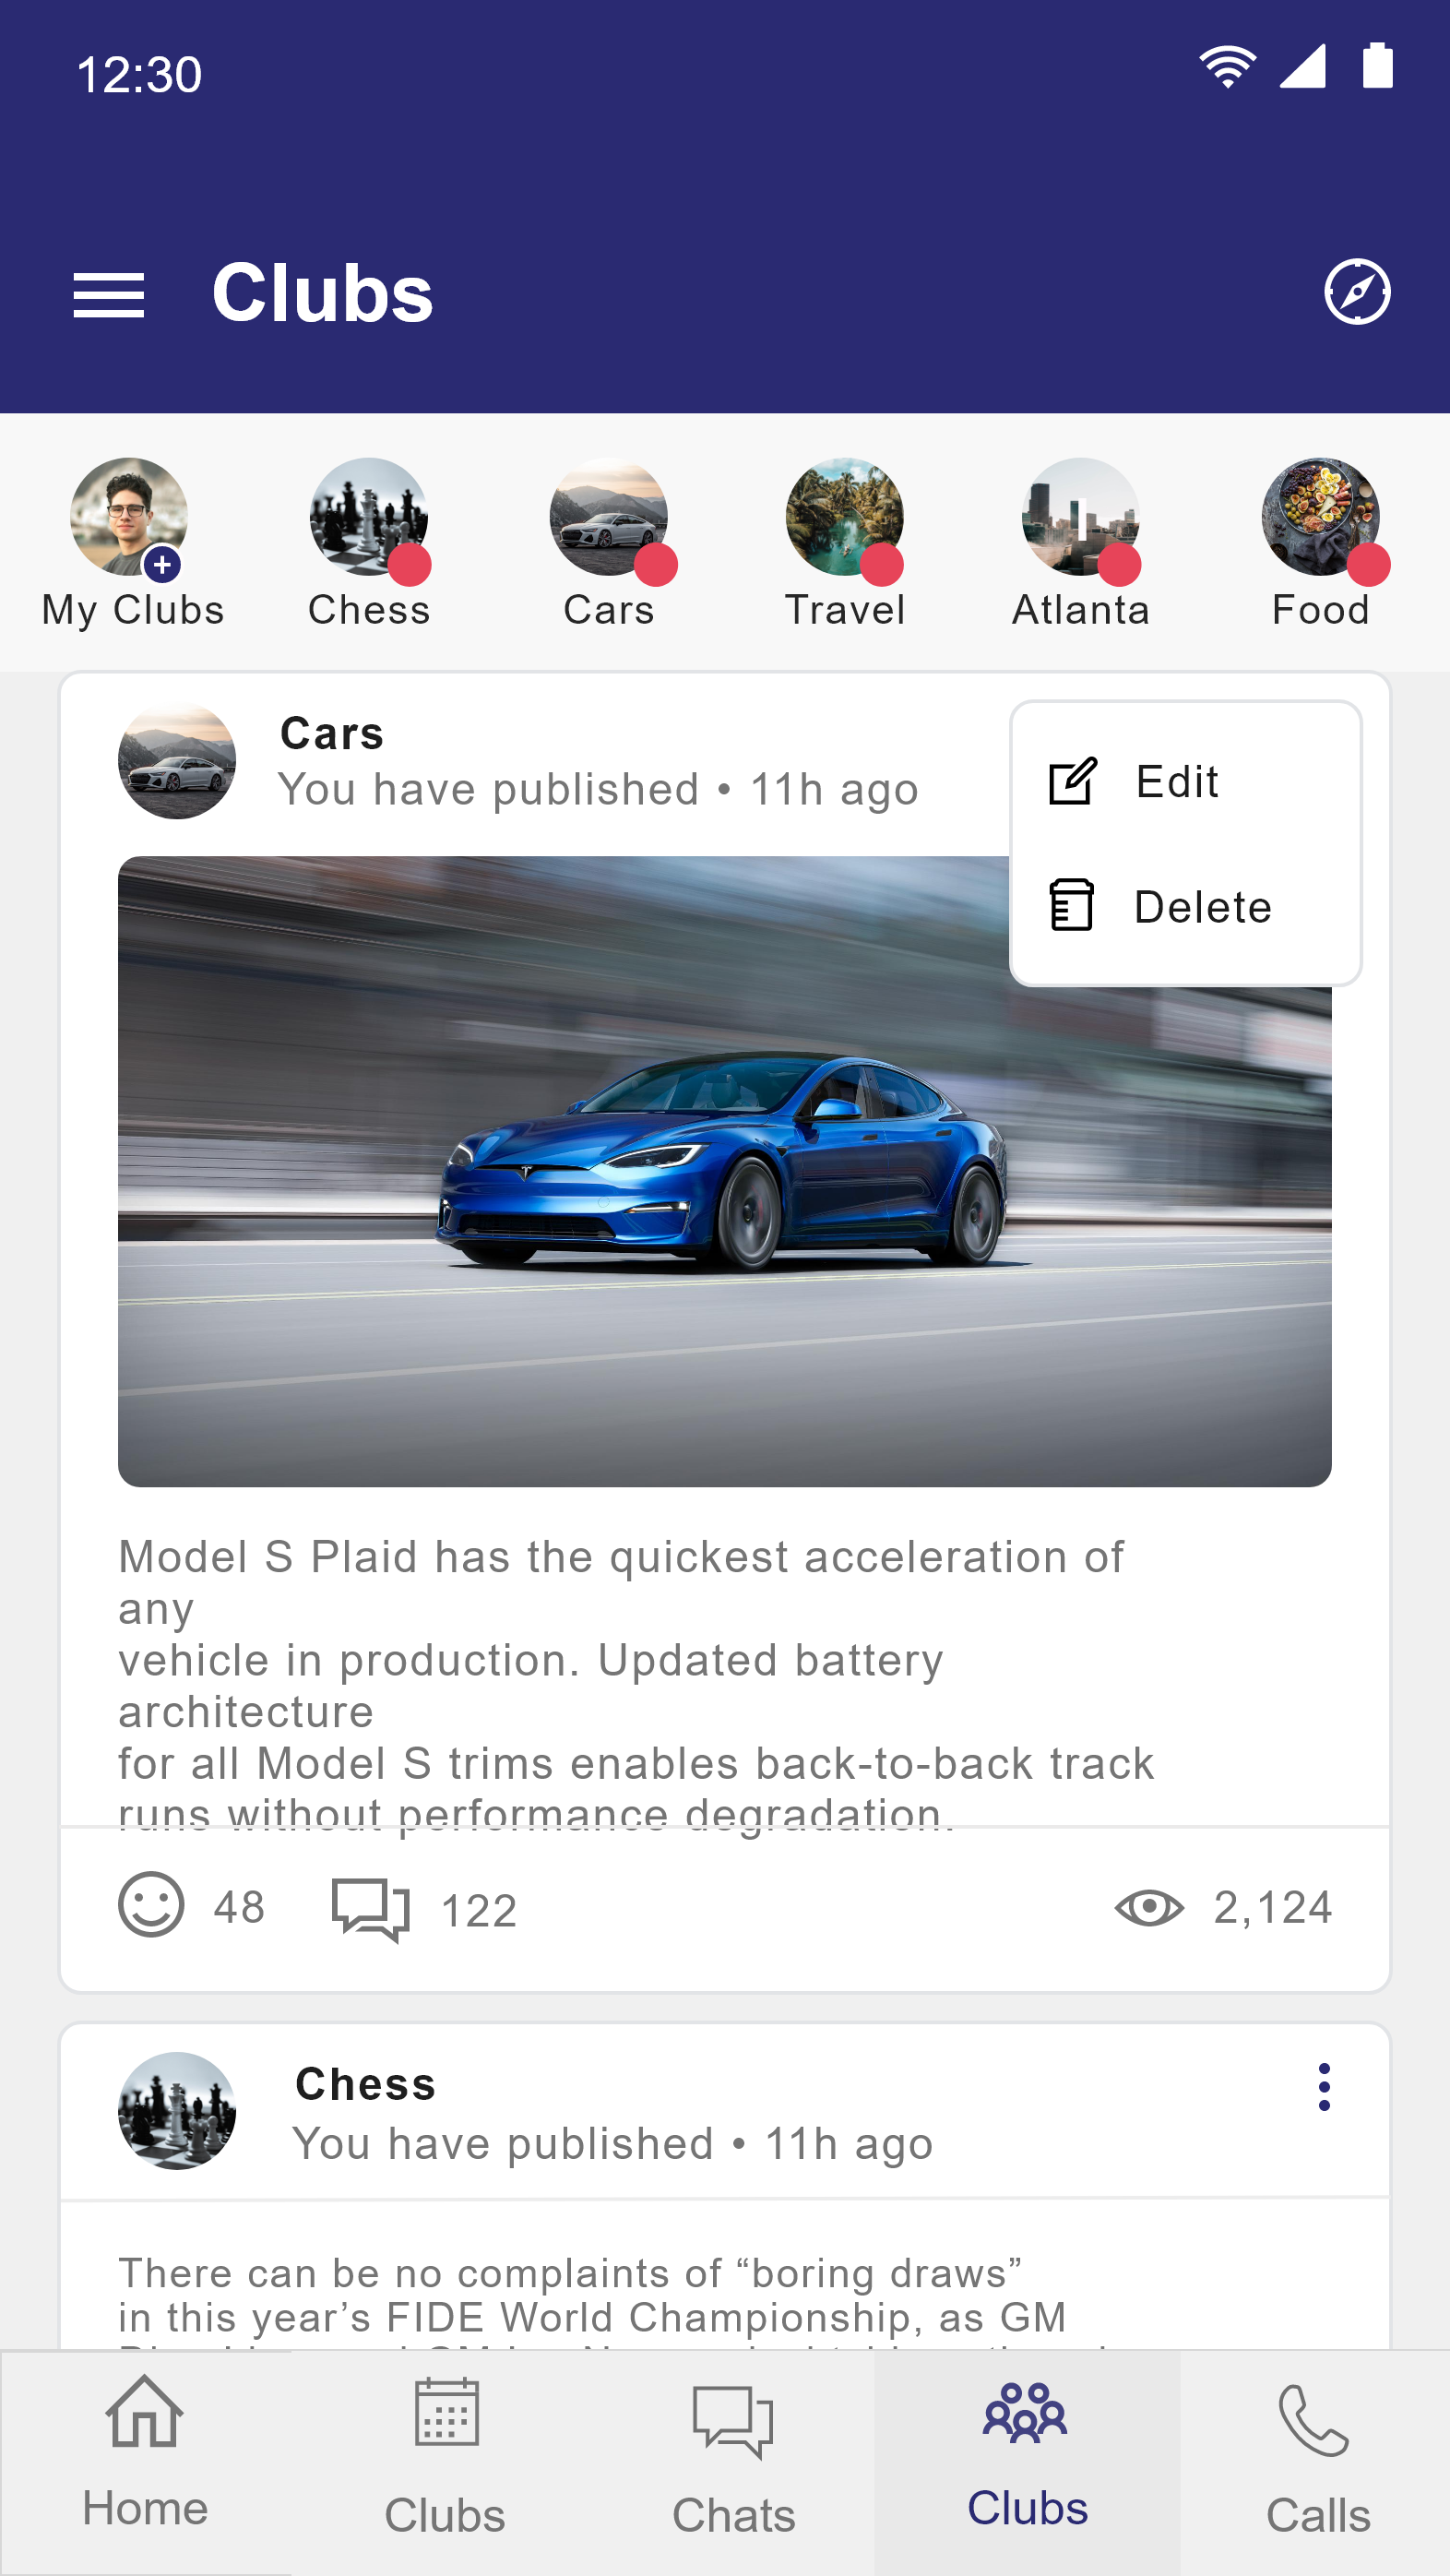 12:30
Clubs
My Clubs
Chess
Cars
Travel
Atlanta
Food
Cars
You have published • 11h ago
Edit
Delete
Model S Plaid has the quickest acceleration of
any
vehicle in production. Updated battery
architecture
for all Model S trims enables back-to-back track
runs without performance degradation.
48
122
2,124
Chess
You have published • 11h ago
There can be no complaints of “boring draws”
in this year’s FIDE World Championship, as GM
Home
Clubs
Chats
Clubs
Calls